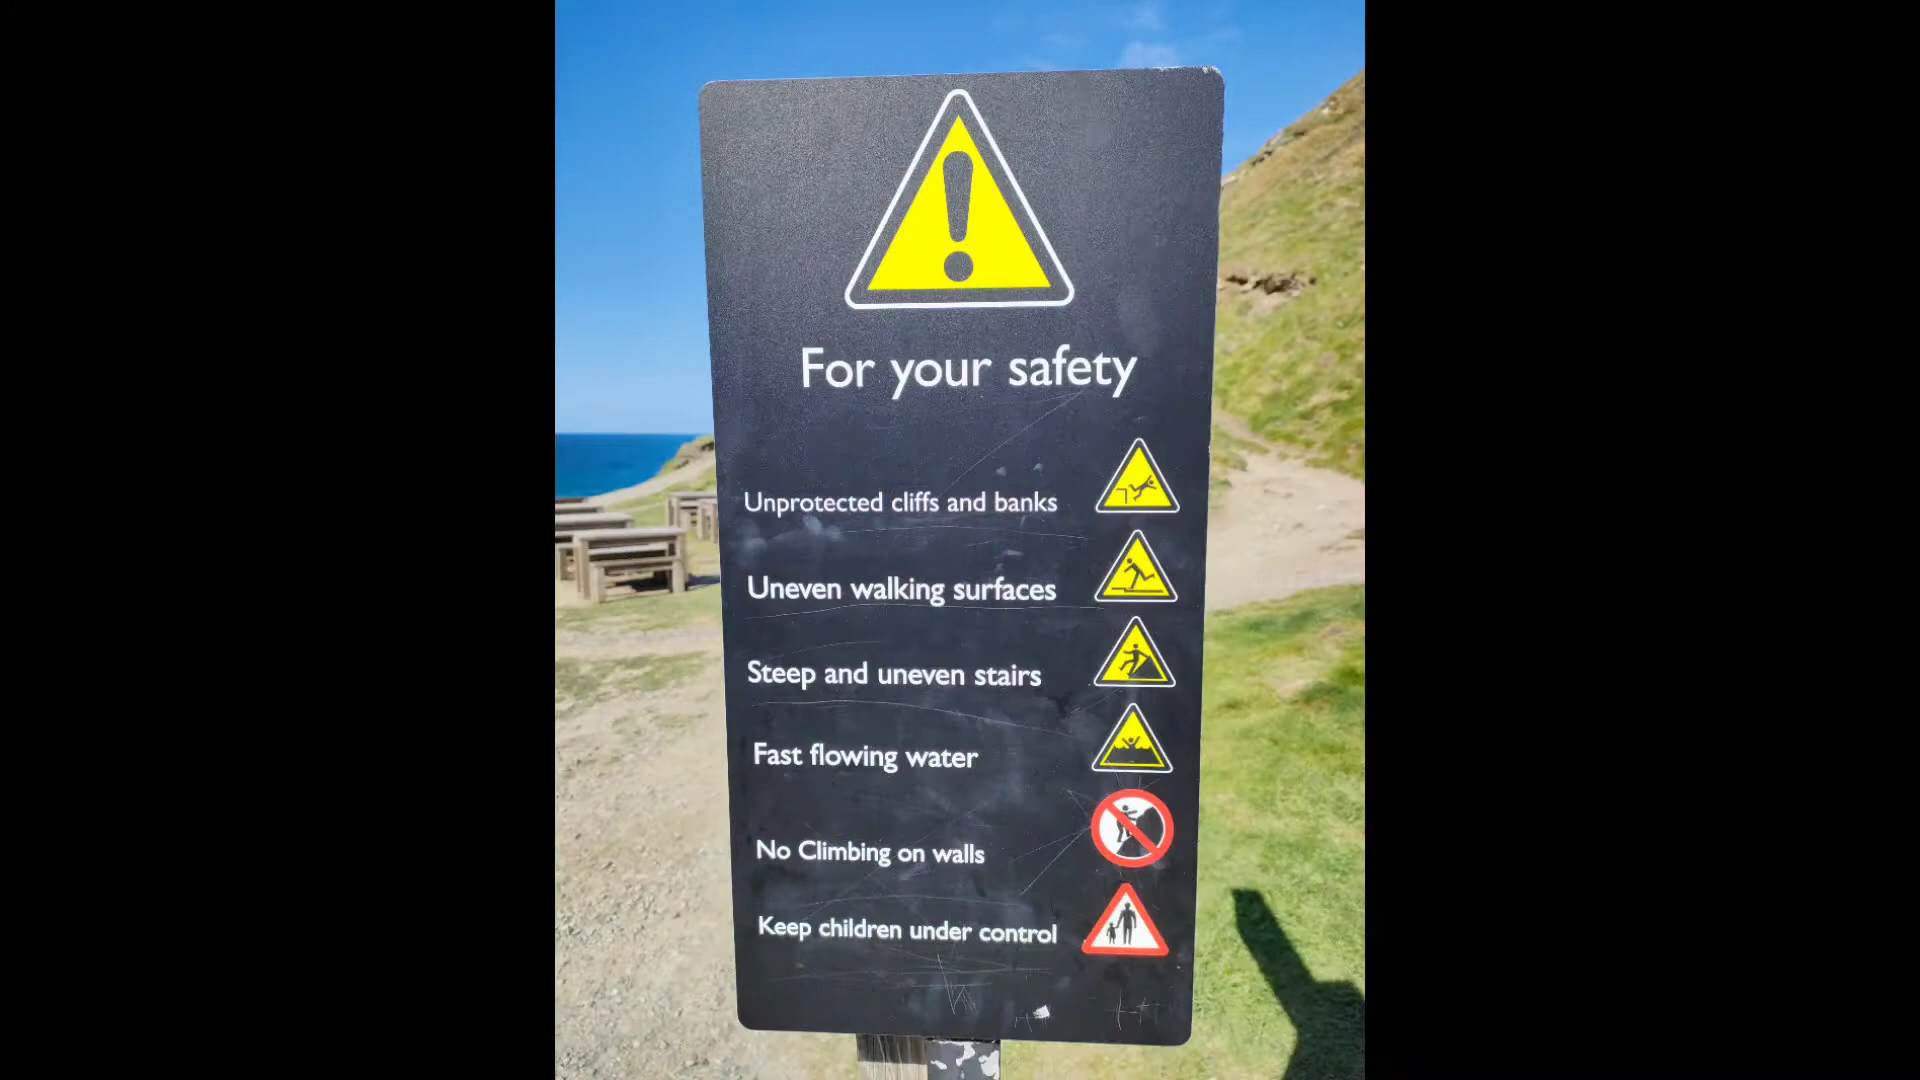 For your safety
Unprotected cliffs and banks
Uneven walking surfaces
Steep and uneven stairs
Fast flowing water
No Climbing on walls
Keep children under control